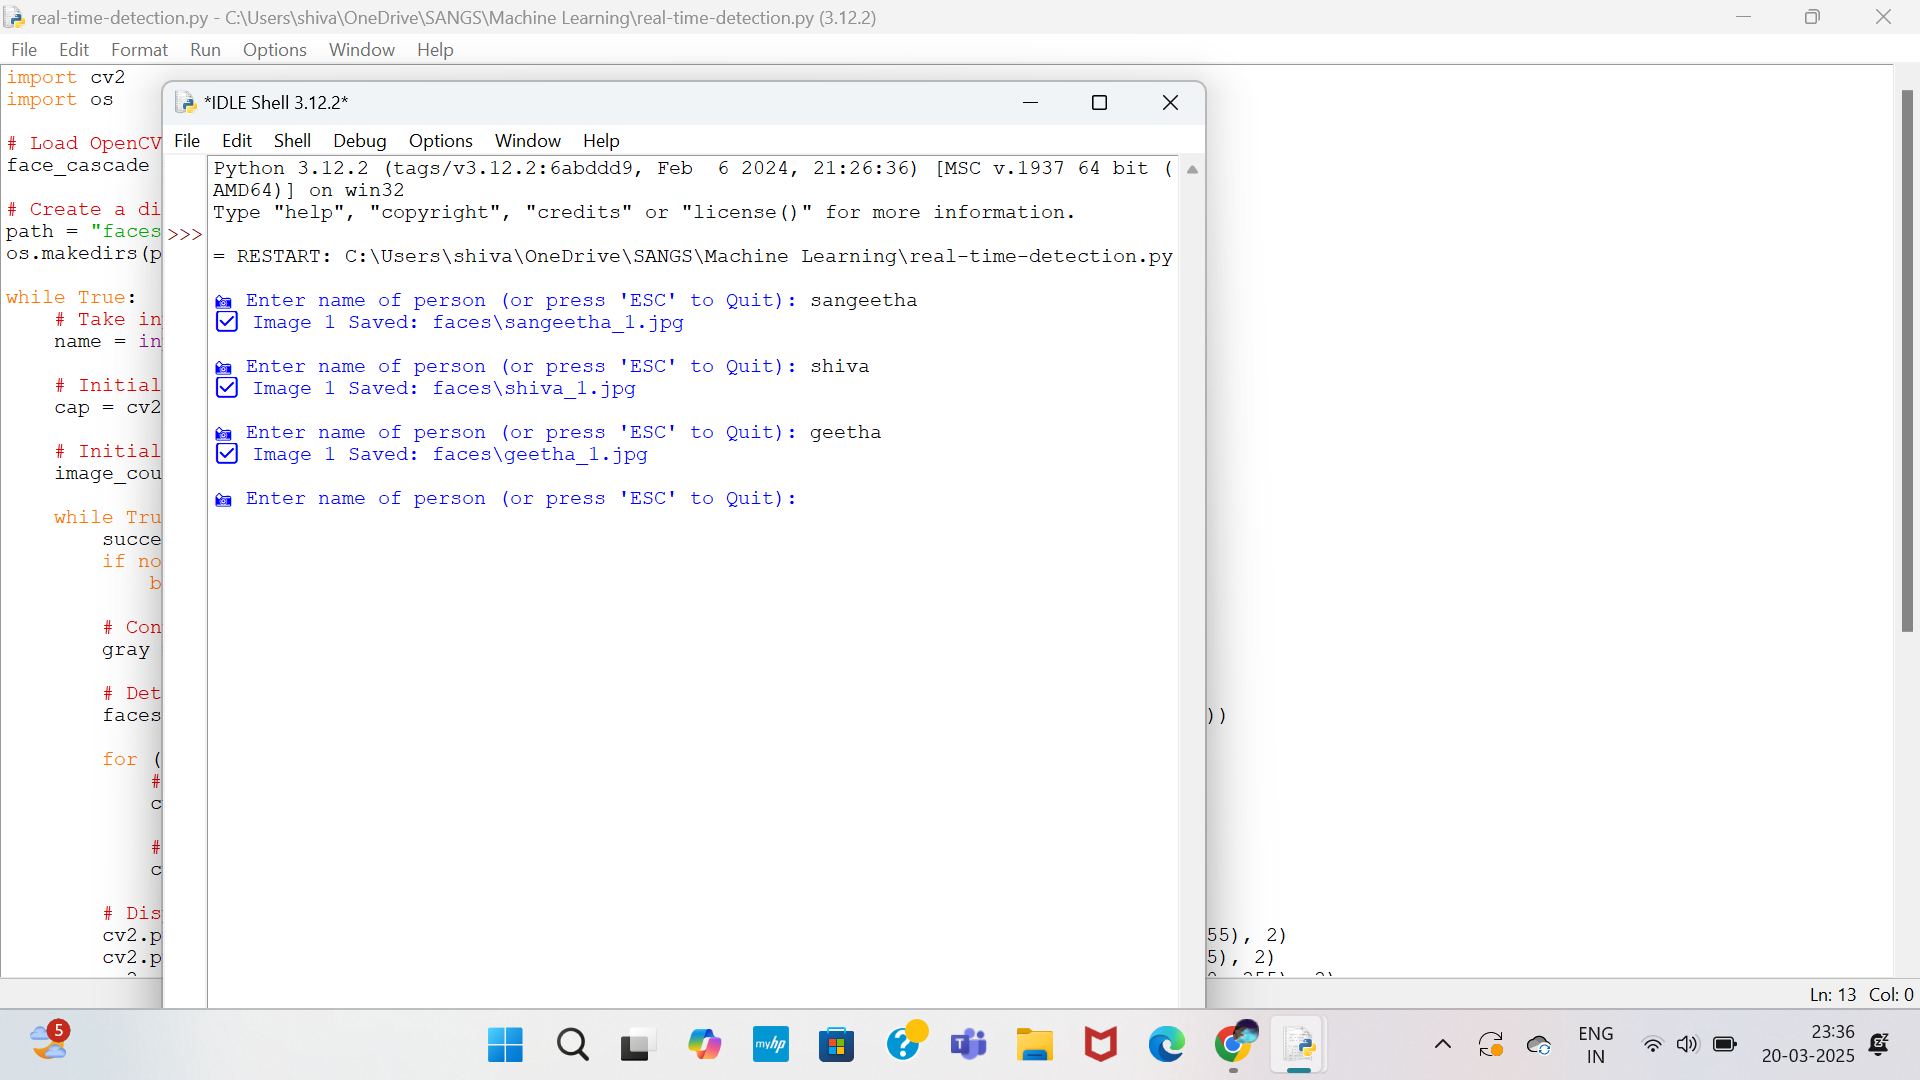 real-time-detection.py - C:\Users\shiva\OneDrive\SANGS\Machine Learning\real-time-detection.py (3.12.2)
File Edit Format Run Options Window Help
import cv2
import os
# Load OpenCV
face_cascade
# Create a di
path = "faces
os.makedirs(p
while True:
# Take in
name = in
# Initial
cap = cv2
# Initial
image_cou
while Tru
succe
if no
b
# Con
gray
# Det
faces
))
for (
#
c
#
c
# Dis
cv2.p
55), 2)
cv2.p
5), 2)
*IDLE Shell 3.12.2*
File Edit Shell Debug Options Window Help
Python 3.12.2 (tags/v3.12.2:6abddd9, Feb  6 2024, 21:26:36) [MSC v.1937 64 bit (
AMD64)] on win32
Type "help", "copyright", "credits" or "license()" for more information.
>>>
= RESTART: C:\Users\shiva\OneDrive\SANGS\Machine Learning\real-time-detection.py
📸 Enter name of person (or press 'ESC' to Quit): sangeetha
✅ Image 1 Saved: faces\sangeetha_1.jpg
📸 Enter name of person (or press 'ESC' to Quit): shiva
✅ Image 1 Saved: faces\shiva_1.jpg
📸 Enter name of person (or press 'ESC' to Quit): geetha
✅ Image 1 Saved: faces\geetha_1.jpg
📸 Enter name of person (or press 'ESC' to Quit):
Ln: 13 Col: 0
5
myhp
ENG
IN
23:36
20-03-2025